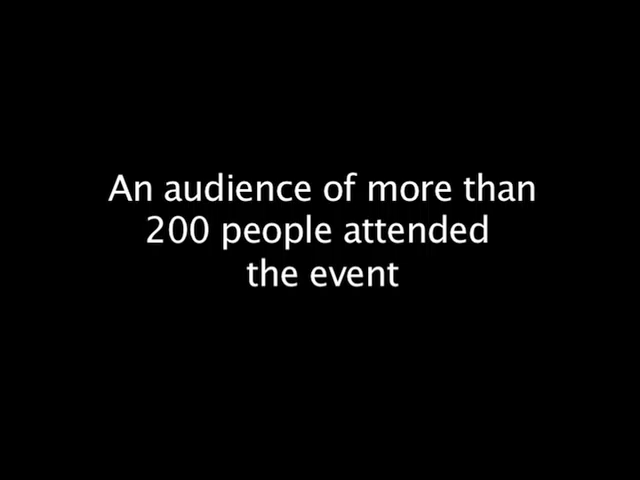 An audience of more than
200 people attended
the event